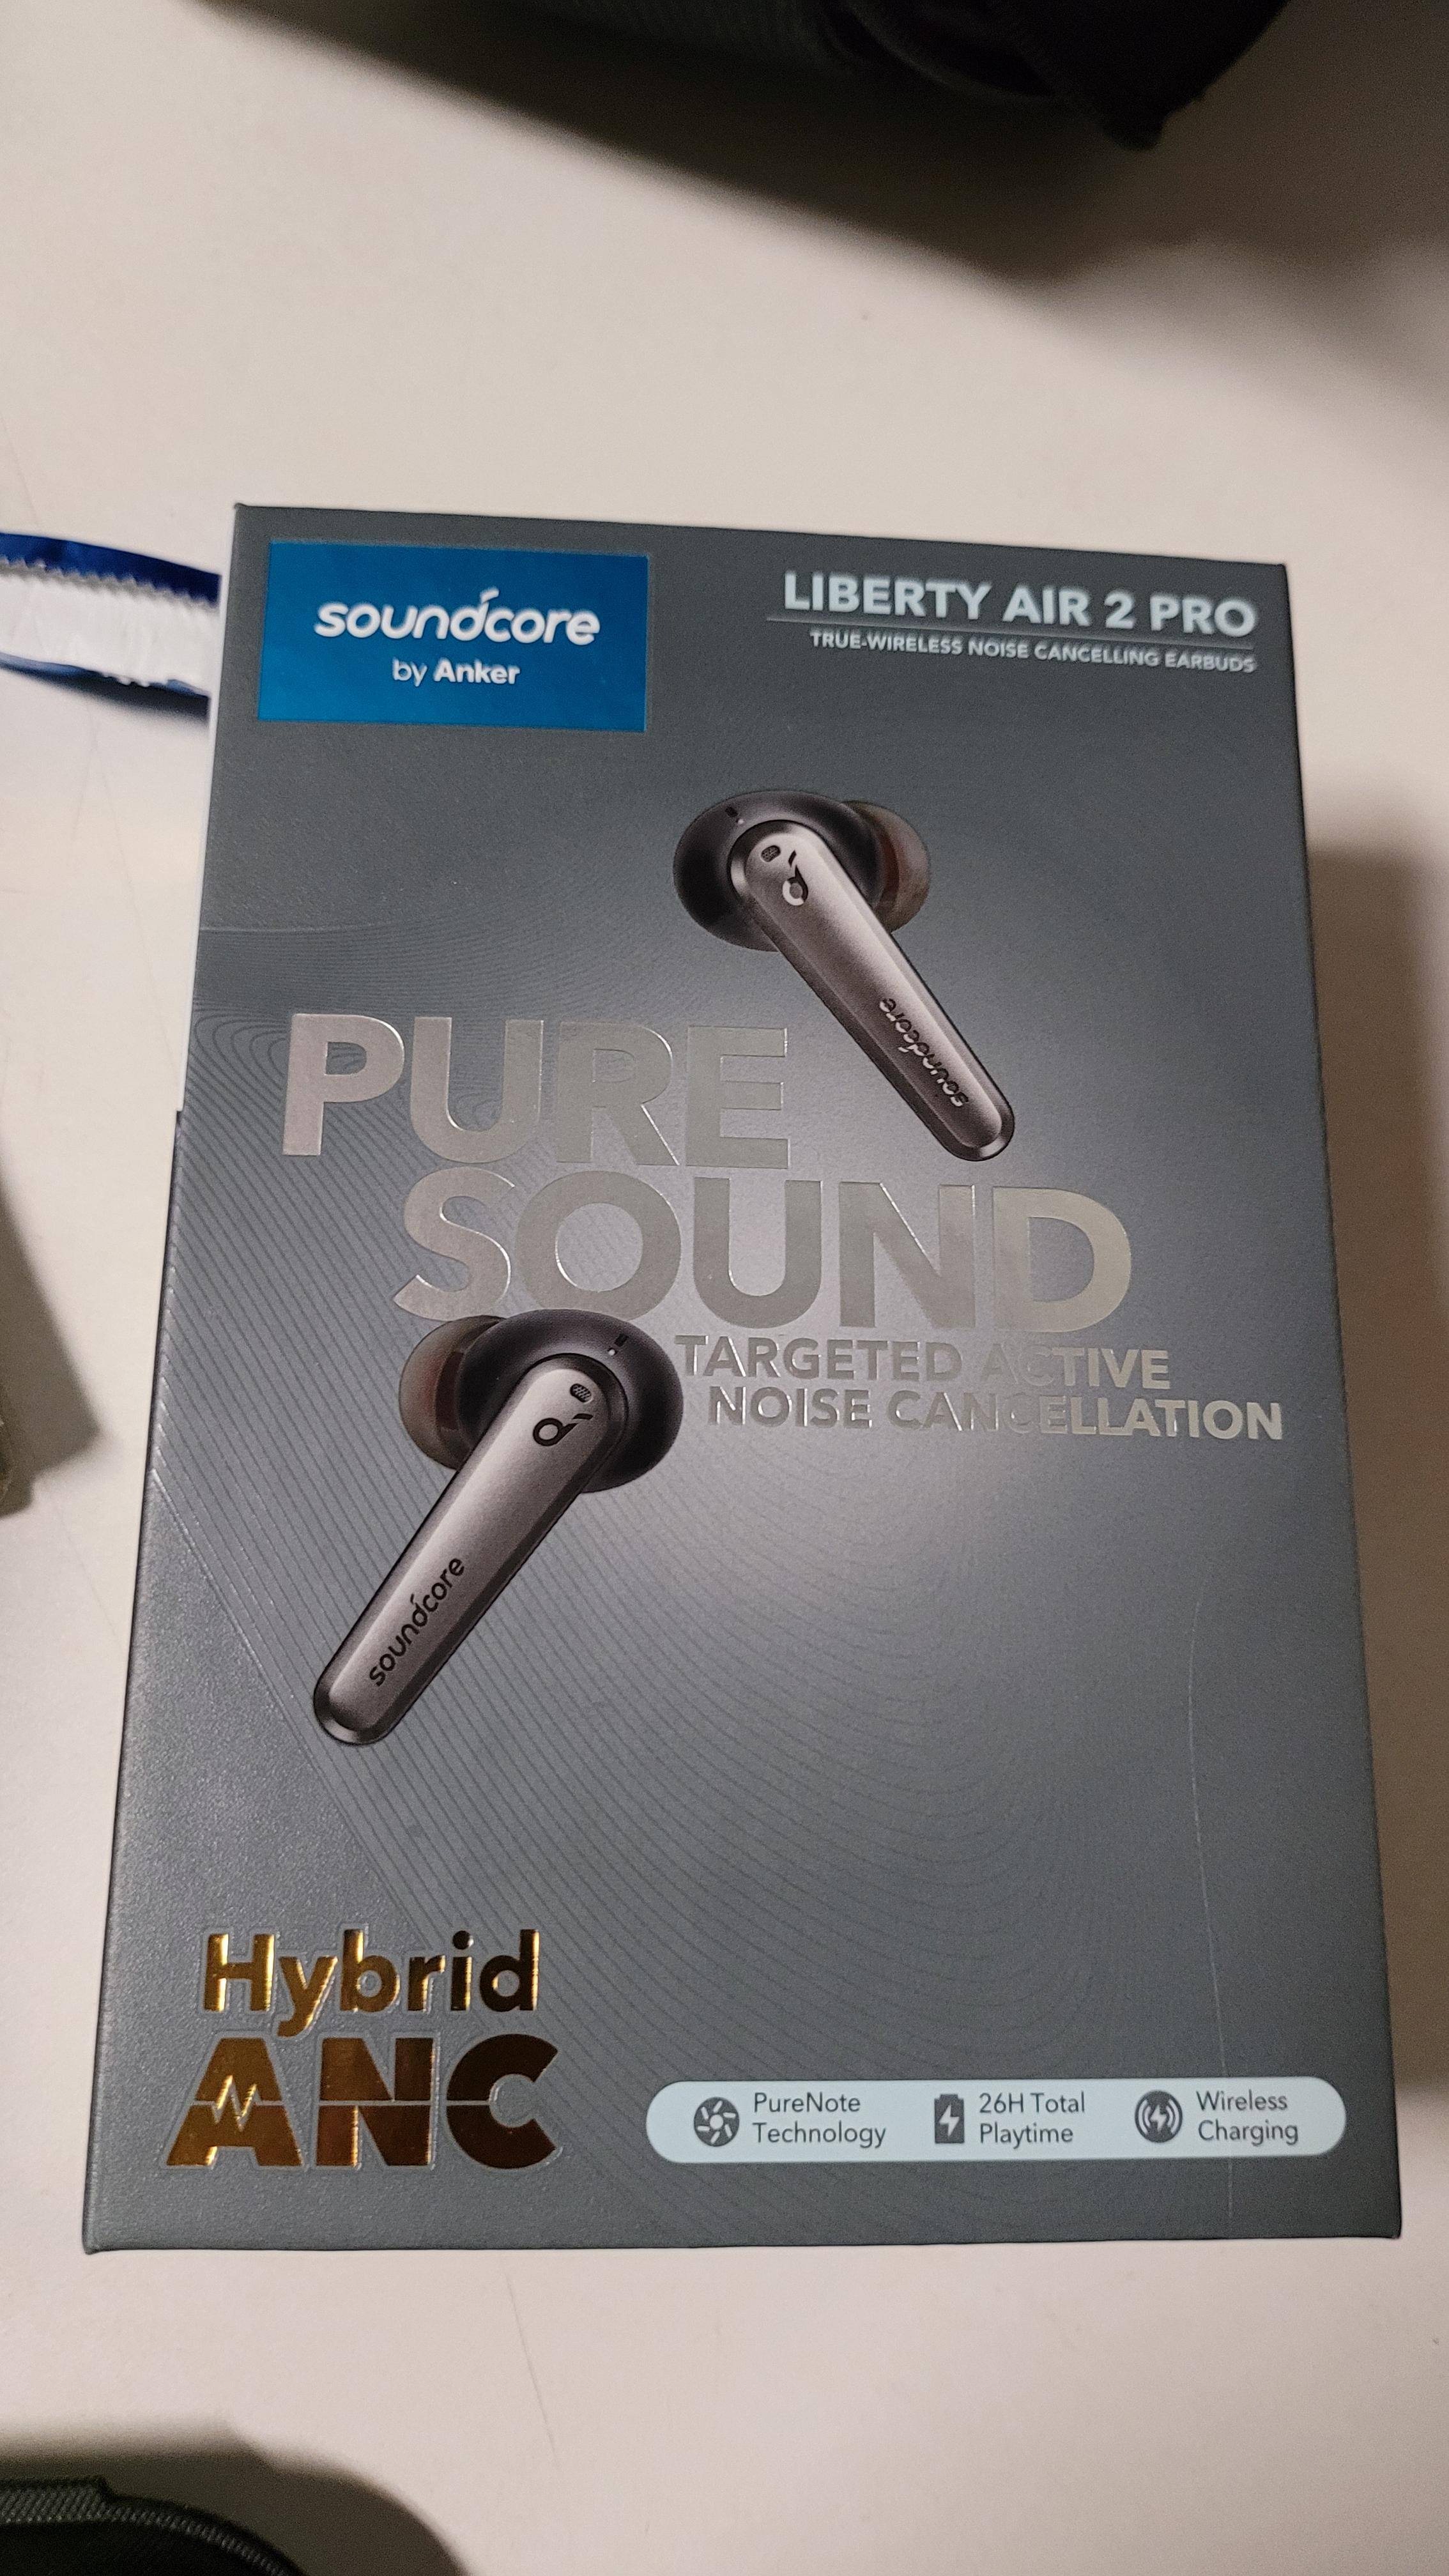 soundcore
by Anker
LIBERTY AIR 2 PRO
TRUE-WIRELESS NOISE CANCELLING EARBUDS
soundcore
PURE
SOUND
TARGETED ACTIVE
NOISE CANCELLATION
soundcore
Hybrid
ANC
PureNote
Technology
26H Total
Playtime
Wireless
Charging